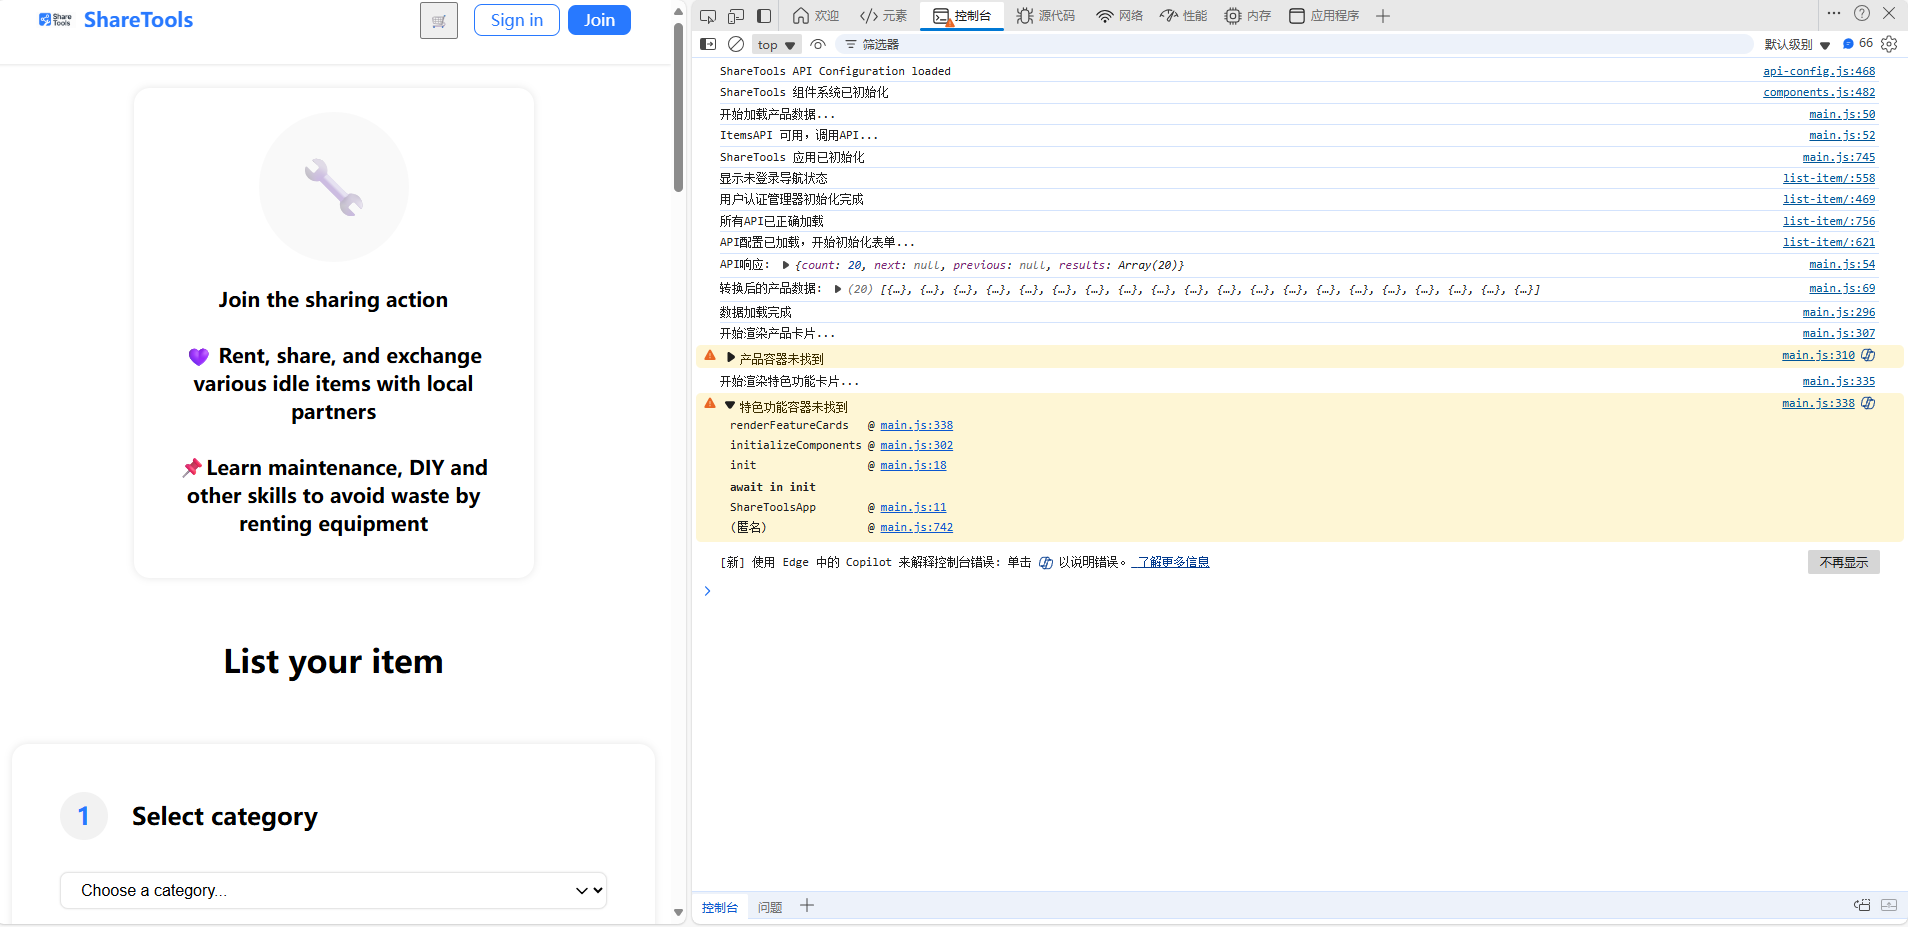 Share Tools
ShareTools
Sign in
Join
Join the sharing action
💜 Rent, share, and exchange
various idle items with local
partners
📌 Learn maintenance, DIY and
other skills to avoid waste by
renting equipment
List your item
1
Select category
Choose a category...
欢迎
元素
控制台
源代码
网络
性能
内存
应用程序
top
筛选器
默认级别
66
ShareTools API Configuration loaded api-config.js:468
ShareTools 组件系统已初始化 components.js:482
开始加载产品数据... main.js:50
ItemsAPI 可用，调用API... main.js:52
ShareTools 应用已初始化 main.js:745
显示未登录导航状态 list-item/:558
用户认证管理器初始化完成 list-item/:469
所有API已正确加载 list-item/:756
API配置已加载，开始初始化表单... list-item/:621
API响应: ▶ {count: 20, next: null, previous: null, results: Array(20)} main.js:54
转换后的产品数据: ▶ (20) [{…}, {…}, {…}, {…}, {…}, {…}, {…}, {…}, {…}, {…}, {…}, {…}, {…}, {…}, {…}, {…}, {…}, {…}, {…}, {…}] main.js:69
数据加载完成 main.js:296
开始渲染产品卡片... main.js:307
▶ 产品容器未找到 main.js:310
开始渲染特色功能卡片... main.js:335
▼ 特色功能容器未找到 main.js:338
renderFeatureCards @ main.js:338
initializeComponents @ main.js:302
init @ main.js:18
await in init
ShareToolsApp @ main.js:11
(匿名) @ main.js:742
[新] 使用 Edge 中的 Copilot 来解释控制台错误: 单击 以说明错误。 了解更多信息
不再显示
控制台
问题